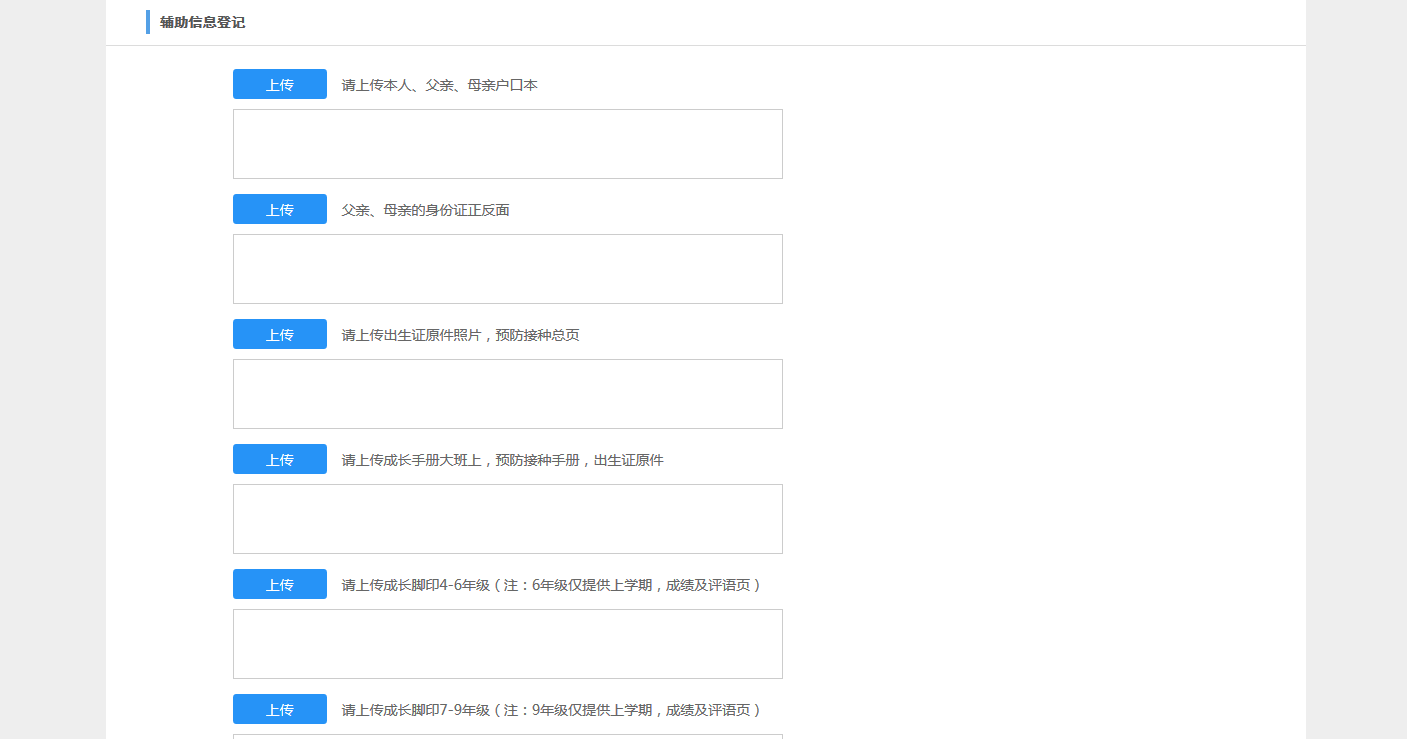 辅助信息登记
上传 请上传本人、父亲、母亲户口本
上传 父亲、母亲的身份证正反面
上传 请上传出生证原件照片，预防接种总页
上传 请上传成长手册大班上，预防接种手册，出生证原件
上传 请上传成长脚印4-6年级（注：6年级仅提供上学期，成绩及评语页）
上传 请上传成长脚印7-9年级（注：9年级仅提供上学期，成绩及评语页）